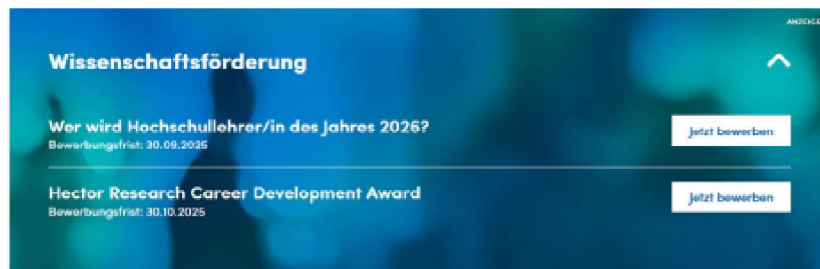 ANZEIGE
Wissenschaftsförderung
Wer wird Hochschullehrer/in des Jahres 2026?
Bewerbungsfrist: 30.09.2025
Jetzt bewerben
Hector Research Career Development Award
Bewerbungsfrist: 30.10.2025
Jetzt bewerben